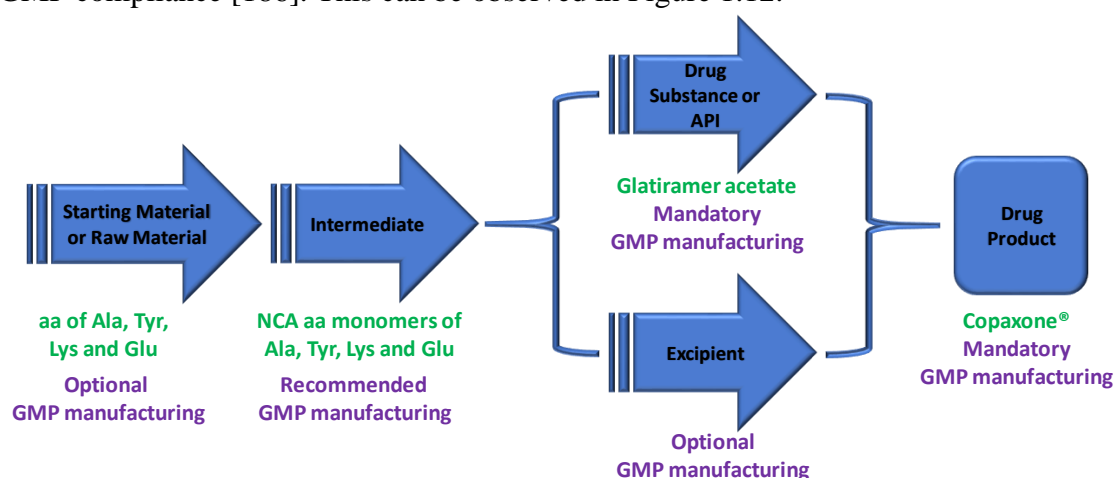 GMP compliance This can be observed in Figure 1.12.
Drug
Substance or
API
Glatiramer acetate
Mandatory
GMP manufacturing
Starting Material
or Raw Material
aa of Ala, Tyr,
Lys and Glu
Optional
GMP manufacturing
Intermediate
NCA aa monomers of
Ala, Tyr, Lys and Glu
Recommended
GMP manufacturing
Excipient
Optional
GMP manufacturing
Drug
Product
Copaxone®
Mandatory
GMP manufacturing